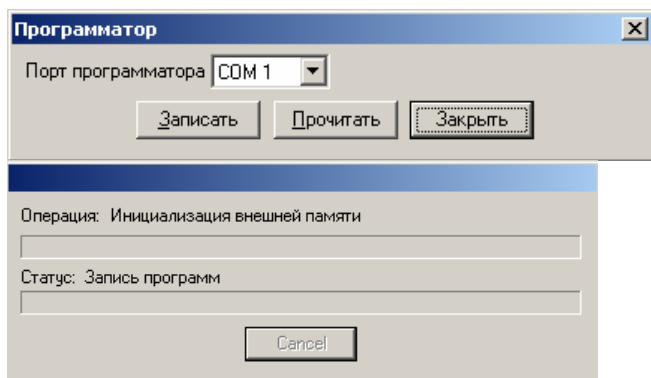 Программатор
Порт программатора COM 1
Записать Прочитать Закрыть
Операция: Инициализация внешней памяти
Статус: Запись программ
Cancel